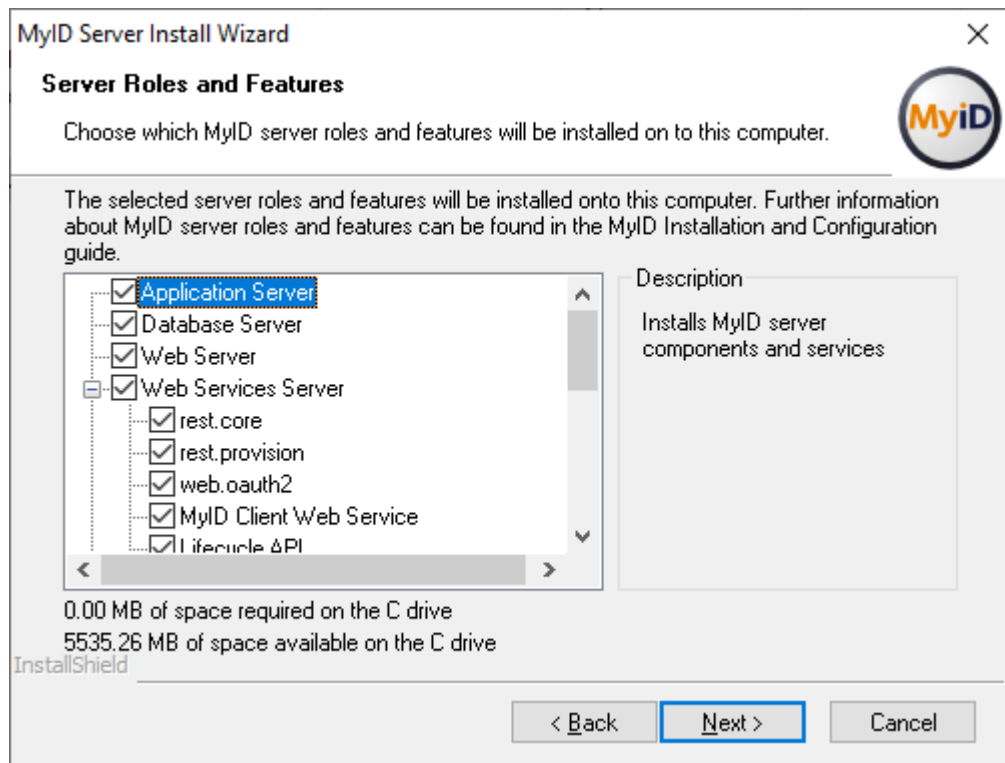 MyID Server Install Wizard
Server Roles and Features
Choose which MyID server roles and features will be installed on to this computer.
MyiD
The selected server roles and features will be installed onto this computer. Further information
about MyID server roles and features can be found in the MyID Installation and Configuration
guide.
Application Server
Database Server
Web Server
Web Services Server
rest.core
rest.provision
web.oauth2
MyID Client Web Service
Lifecycle API
Description
Installs MyID server
components and services
0.00 MB of space required on the C drive
5535.26 MB of space available on the C drive
InstallShield
< Back
Next >
Cancel